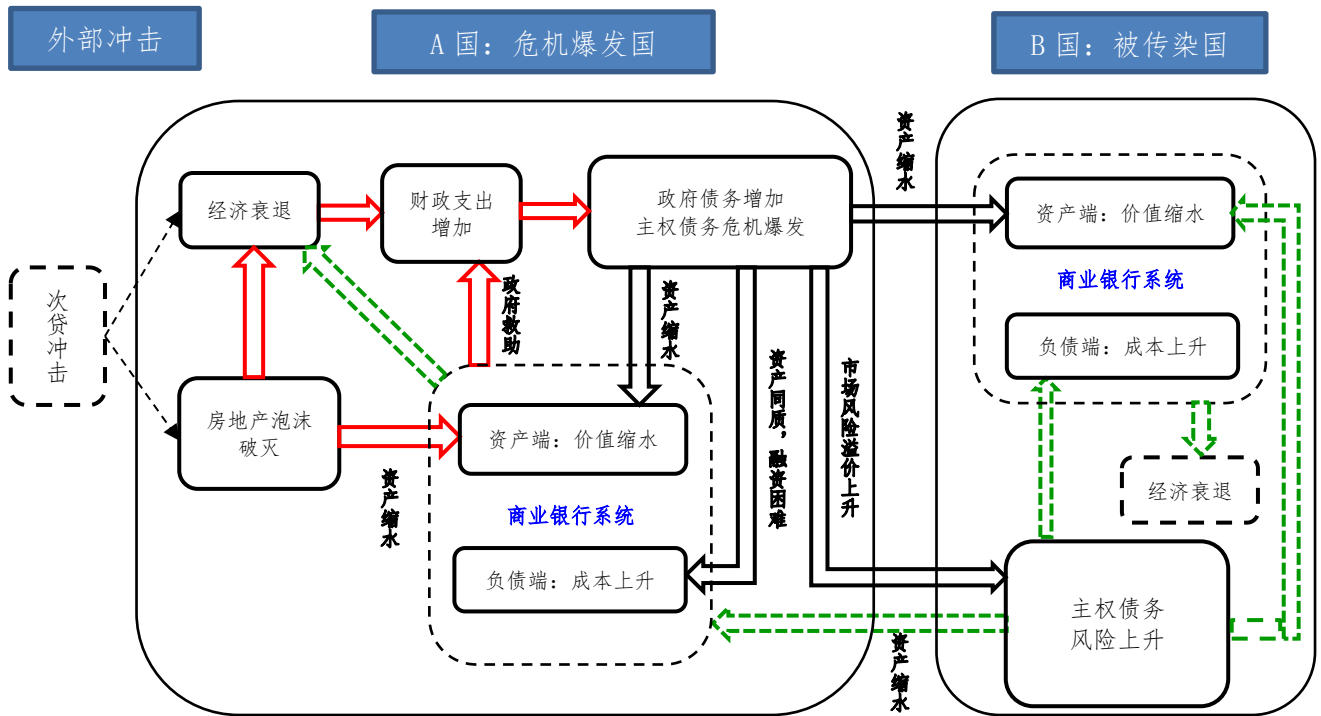 外部冲击
A 国：危机爆发国
B 国：被传染国
次贷冲击
经济衰退
财政支出
增加
政府债务增加
主权债务危机爆发
政府救助
资产缩水
资产同质，融资困难
市场风险溢价上升
房地产泡沫
破灭
资产缩水
资产端：价值缩水
商业银行系统
负债端：成本上升
资产缩水
资产端：价值缩水
商业银行系统
负债端：成本上升
经济衰退
主权债务
风险上升
资产缩水